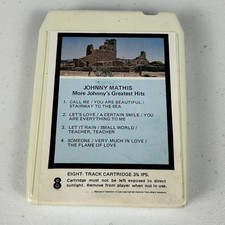 JOHNNY MATHIS
More Johnny's Greatest Hits
1. CALL ME / YOU ARE BEAUTIFUL /
STAIRWAY TO THE SEA
2. LET'S LOVE / A CERTAIN SMILE / YOU
ARE EVERYTHING TO ME
3. LET IT RAIN / SMALL WORLD /
TEACHER, TEACHER
4. SOMEONE / VERY MUCH IN LOVE /
THE FLAME OF LOVE
EIGHT-TRACK CARTRIDGE 3¾ IPS.
Cartridge must not be left exposed to direct
sunlight. Remove from player when not in use.